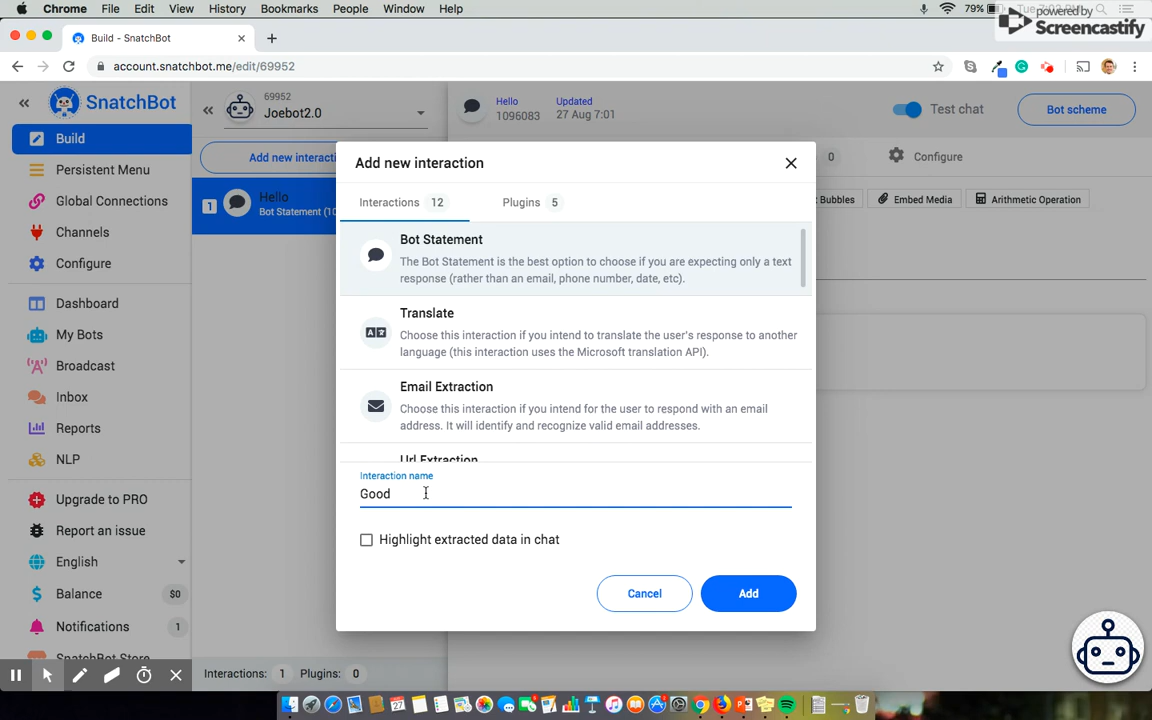 Chrome File Edit View History Bookmarks People Window Help 79%
powered by
Screencastify
Build - SnatchBot
account.snatchbot.me/edit/69952
SnatchBot
Build
Persistent Menu
Global Connections
Channels
Configure
Dashboard
My Bots
Broadcast
Inbox
Reports
NLP
Upgrade to PRO
Report an issue
English
Balance $0
Notifications 1
SnatchBot Store
69952
Joebot2.0
Add new interacti
1 Hello
Bot Statement (10
Interactions: 1 Plugins: 0
Hello
1096083
Updated
27 Aug 7:01
Test chat
Bot scheme
0 Configure
Bubbles
Embed Media
Arithmetic Operation
Add new interaction
Interactions 12
Plugins 5
Bot Statement
The Bot Statement is the best option to choose if you are expecting only a text
response (rather than an email, phone number, date, etc).
Translate
Choose this interaction if you intend to translate the user's response to another
language (this interaction uses the Microsoft translation API).
Email Extraction
Choose this interaction if you intend for the user to respond with an email
address. It will identify and recognize valid email addresses.
Url Extraction
Interaction name
Good
Highlight extracted data in chat
Cancel
Add